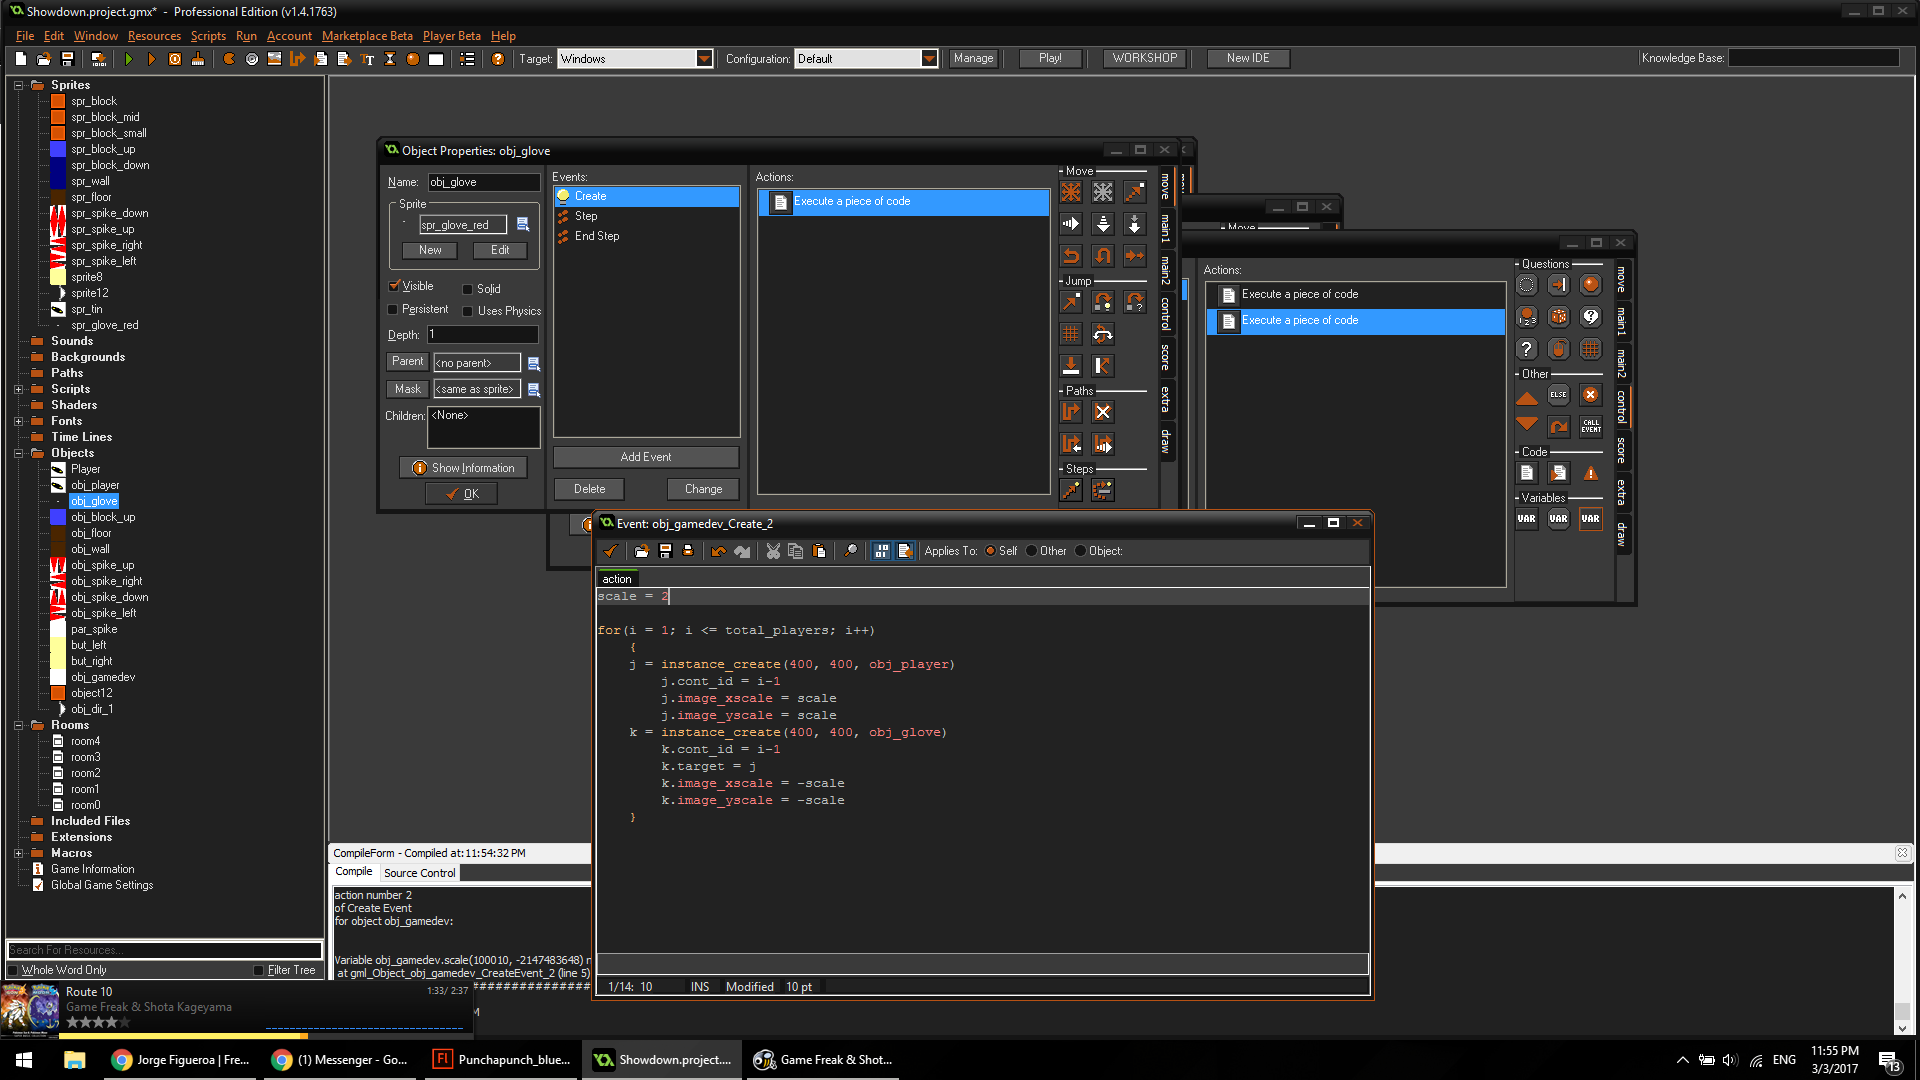 Showdown.project.gmx* - Professional Edition (v1.4.1763)
File Edit Window Resources Scripts Run Account Marketplace Beta Player Beta Help
Target: Windows Configuration: Default Manage Play! WORKSHOP New IDE Knowledge Base:
Sprites
spr_block
spr_block_mid
spr_block_small
spr_block_up
spr_block_down
spr_wall
spr_floor
spr_spike_down
spr_spike_up
spr_spike_right
spr_spike_left
sprite8
sprite12
spr_tin
spr_glove_red
Sounds
Backgrounds
Paths
Scripts
Shaders
Fonts
Time Lines
Objects
Player
obj_player
obj_glove
obj_block_up
obj_floor
obj_wall
obj_spike_up
obj_spike_right
obj_spike_down
obj_spike_left
par_spike
but_left
but_right
obj_gamedev
object12
obj_dir_1
Rooms
room4
room3
room2
room1
room0
Included Files
Extensions
Macros
Game Information
Global Game Settings
Search For Resources...
Whole Word Only Filter Tree
Object Properties: obj_glove
Name: obj_glove
Sprite
spr_glove_red
New Edit
Visible Solid
Persistent Uses Physics
Depth: 1
Parent <no parent>
Mask <same as sprite>
Children: <None>
Show Information
OK
Events:
Create
Step
End Step
Add Event
Delete Change
Actions:
Execute a piece of code
Move
Jump
Paths
Steps
move
main1
main2
control
score
extra
draw
Move
Actions:
Execute a piece of code
Execute a piece of code
Questions
Other
ELSE
CALL EVENT
Code
Variables
VAR VAR VAR
move
main1
main2
control
score
extra
draw
Event: obj_gamedev_Create_2
Applies To: Self Other Object:
action
scale = 2
for(i = 1; i <= total_players; i++)
{
j = instance_create(400, 400, obj_player)
j.cont_id = i-1
j.image_xscale = scale
j.image_yscale = scale
k = instance_create(400, 400, obj_glove)
k.cont_id = i-1
k.target = j
k.image_xscale = -scale
k.image_yscale = -scale
}
1/14: 10 INS Modified 10 pt
CompileForm - Compiled at:11:54:32 PM
Compile Source Control
action number 2
of Create Event
for object obj_gamedev:
Variable obj_gamedev.scale(100010, -2147483648)
at gml_Object_obj_gamedev_CreateEvent_2 (line 5)
Route 10 1:33/ 2:37
Game Freak & Shota Kageyama
Jorge Figueroa | Fre...
(1) Messenger - Go...
Punchapunch_blue...
Showdown.project....
Game Freak & Shot...
ENG
11:55 PM
3/3/2017
13